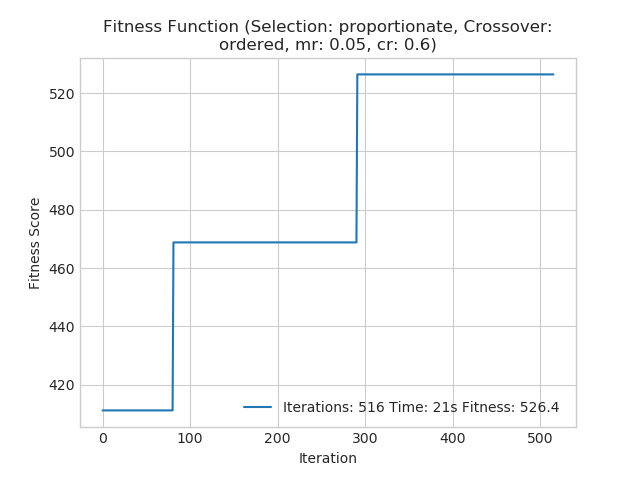 Fitness Function (Selection: proportionate, Crossover:
ordered, mr: 0.05, cr: 0.6)
Fitness Score
520
500
480
460
440
420
Iterations: 516 Time: 21s Fitness: 526.4
0 100 200 300 400 500
Iteration